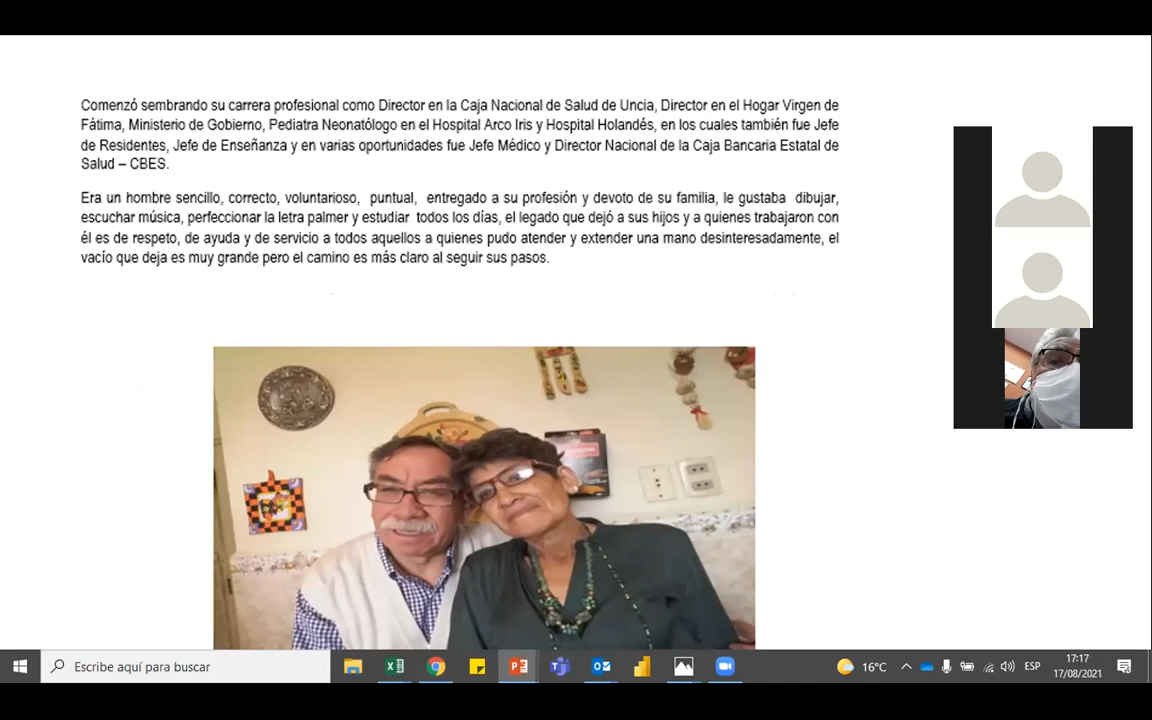 Comenzó sembrando su carrera profesional como Director en la Caja Nacional de Salud de Uncia, Director en el Hogar Virgen de
Fátima, Ministerio de Gobierno, Pediatra Neonatólogo en el Hospital Arco Iris y Hospital Holandés, en los cuales también fue Jefe
de Residentes, Jefe de Enseñanza y en varias oportunidades fue Jefe Médico y Director Nacional de la Caja Bancaria Estatal de
Salud – CBES.
Era un hombre sencillo, correcto, voluntarioso, puntual, entregado a su profesión y devoto de su familia, le gustaba dibujar,
escuchar música, perfeccionar la letra palmer y estudiar todos los días, el legado que dejó a sus hijos y a quienes trabajaron con
él es de respeto, de ayuda y de servicio a todos aquellos a quienes pudo atender y extender una mano desinteresadamente, el
vacío que deja es muy grande pero el camino es más claro al seguir sus pasos.
Escribe aquí para buscar
16°C
ESP
17:17
17/08/2021